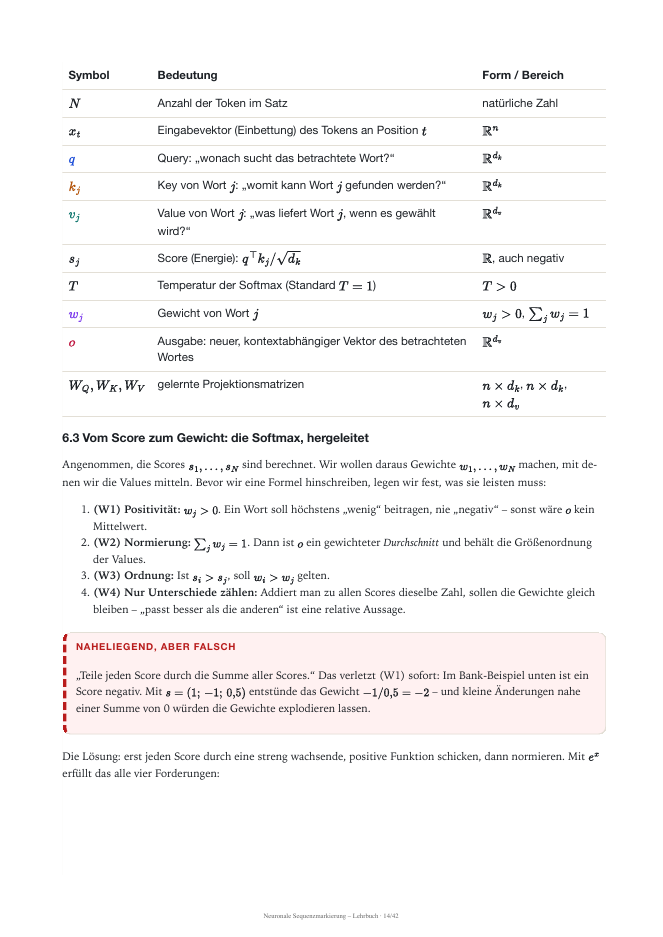 Symbol Bedeutung Form / Bereich
N Anzahl der Token im Satz natürliche Zahl
x_t Eingabevektor (Einbettung) des Tokens an Position t ℝ^n
q Query: „wonach sucht das betrachtete Wort?“ ℝ^{d_k}
k_j Key von Wort j: „womit kann Wort j gefunden werden?“ ℝ^{d_k}
v_j Value von Wort j: „was liefert Wort j, wenn es gewählt ℝ^{d_v}
wird?“
s_j Score (Energie): q^⊤k_j/√d_k ℝ, auch negativ
T Temperatur der Softmax (Standard T = 1) T > 0
w_j Gewicht von Wort j w_j > 0, ∑_j w_j = 1
o Ausgabe: neuer, kontextabhängiger Vektor des betrachteten ℝ^{d_v}
Wortes
W_Q, W_K, W_V gelernte Projektionsmatrizen n × d_k, n × d_k,
n × d_v
6.3 Vom Score zum Gewicht: die Softmax, hergeleitet
Angenommen, die Scores s_1, … , s_N sind berechnet. Wir wollen daraus Gewichte w_1, … , w_N machen, mit de-
nen wir die Values mitteln. Bevor wir eine Formel hinschreiben, legen wir fest, was sie leisten muss:
1. (W1) Positivität: w_j > 0. Ein Wort soll höchstens „wenig“ beitragen, nie „negativ“ – sonst wäre o kein
Mittelwert.
2. (W2) Normierung: ∑_j w_j = 1. Dann ist o ein gewichteter Durchschnitt und behält die Größenordnung
der Values.
3. (W3) Ordnung: Ist s_i > s_j, soll w_i > w_j gelten.
4. (W4) Nur Unterschiede zählen: Addiert man zu allen Scores dieselbe Zahl, sollen die Gewichte gleich
bleiben – „passt besser als die anderen“ ist eine relative Aussage.
NAHELIEGEND, ABER FALSCH
„Teile jeden Score durch die Summe aller Scores.“ Das verletzt (W1) sofort: Im Bank-Beispiel unten ist ein
Score negativ. Mit s = (1; −1; 0,5) entstünde das Gewicht −1/0,5 = −2 – und kleine Änderungen nahe
einer Summe von 0 würden die Gewichte explodieren lassen.
Die Lösung: erst jeden Score durch eine streng wachsende, positive Funktion schicken, dann normieren. Mit e^x
erfüllt das alle vier Forderungen:
Neuronale Sequenzmarkierung – Lehrbuch · 14/42